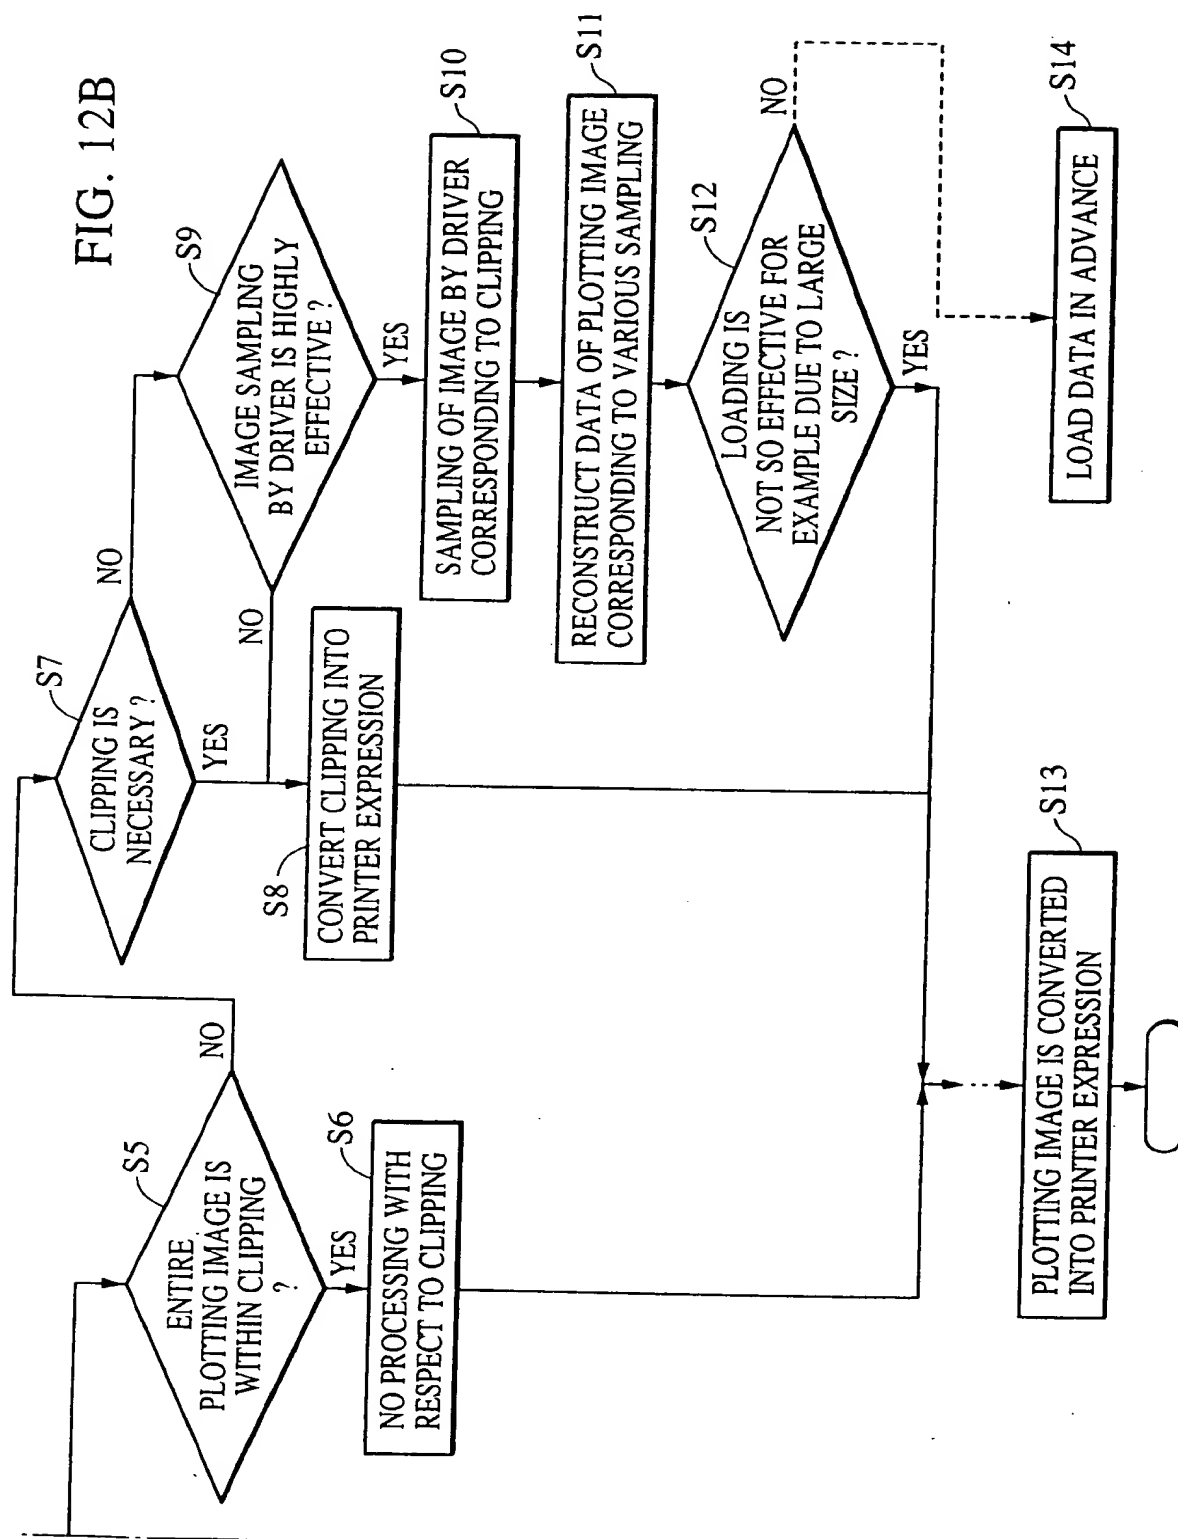 FIG. 12B
S5
ENTIRE
PLOTTING IMAGE IS
WITHIN CLIPPING
?
NO
YES
S6
NO PROCESSING WITH
RESPECT TO CLIPPING
S7
CLIPPING IS
NECESSARY ?
NO
YES
S8
CONVERT CLIPPING INTO
PRINTER EXPRESSION
S9
IMAGE SAMPLING
BY DRIVER IS HIGHLY
EFFECTIVE ?
NO
YES
S10
SAMPLING OF IMAGE BY DRIVER
CORRESPONDING TO CLIPPING
S11
RECONSTRUCT DATA OF PLOTTING IMAGE
CORRESPONDING TO VARIOUS SAMPLING
S12
LOADING IS
NOT SO EFFECTIVE FOR
EXAMPLE DUE TO LARGE
SIZE ?
NO
YES
S13
PLOTTING IMAGE IS CONVERTED
INTO PRINTER EXPRESSION
S14
LOAD DATA IN ADVANCE